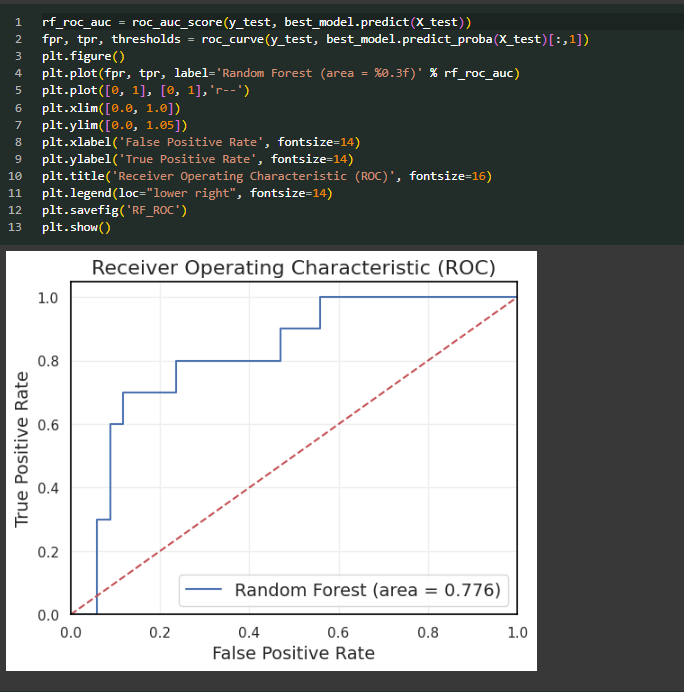 1 rf_roc_auc = roc_auc_score(y_test, best_model.predict(X_test))
2 fpr, tpr, thresholds = roc_curve(y_test, best_model.predict_proba(X_test)[:,1])
3 plt.figure()
4 plt.plot(fpr, tpr, label='Random Forest (area = %0.3f)' % rf_roc_auc)
5 plt.plot([0, 1], [0, 1],'r--')
6 plt.xlim([0.0, 1.0])
7 plt.ylim([0.0, 1.05])
8 plt.xlabel('False Positive Rate', fontsize=14)
9 plt.ylabel('True Positive Rate', fontsize=14)
10 plt.title('Receiver Operating Characteristic (ROC)', fontsize=16)
11 plt.legend(loc="lower right", fontsize=14)
12 plt.savefig('RF_ROC')
13 plt.show()
Receiver Operating Characteristic (ROC)
True Positive Rate
1.0
0.8
0.6
0.4
0.2
0.0
Random Forest (area = 0.776)
0.0 0.2 0.4 0.6 0.8 1.0
False Positive Rate